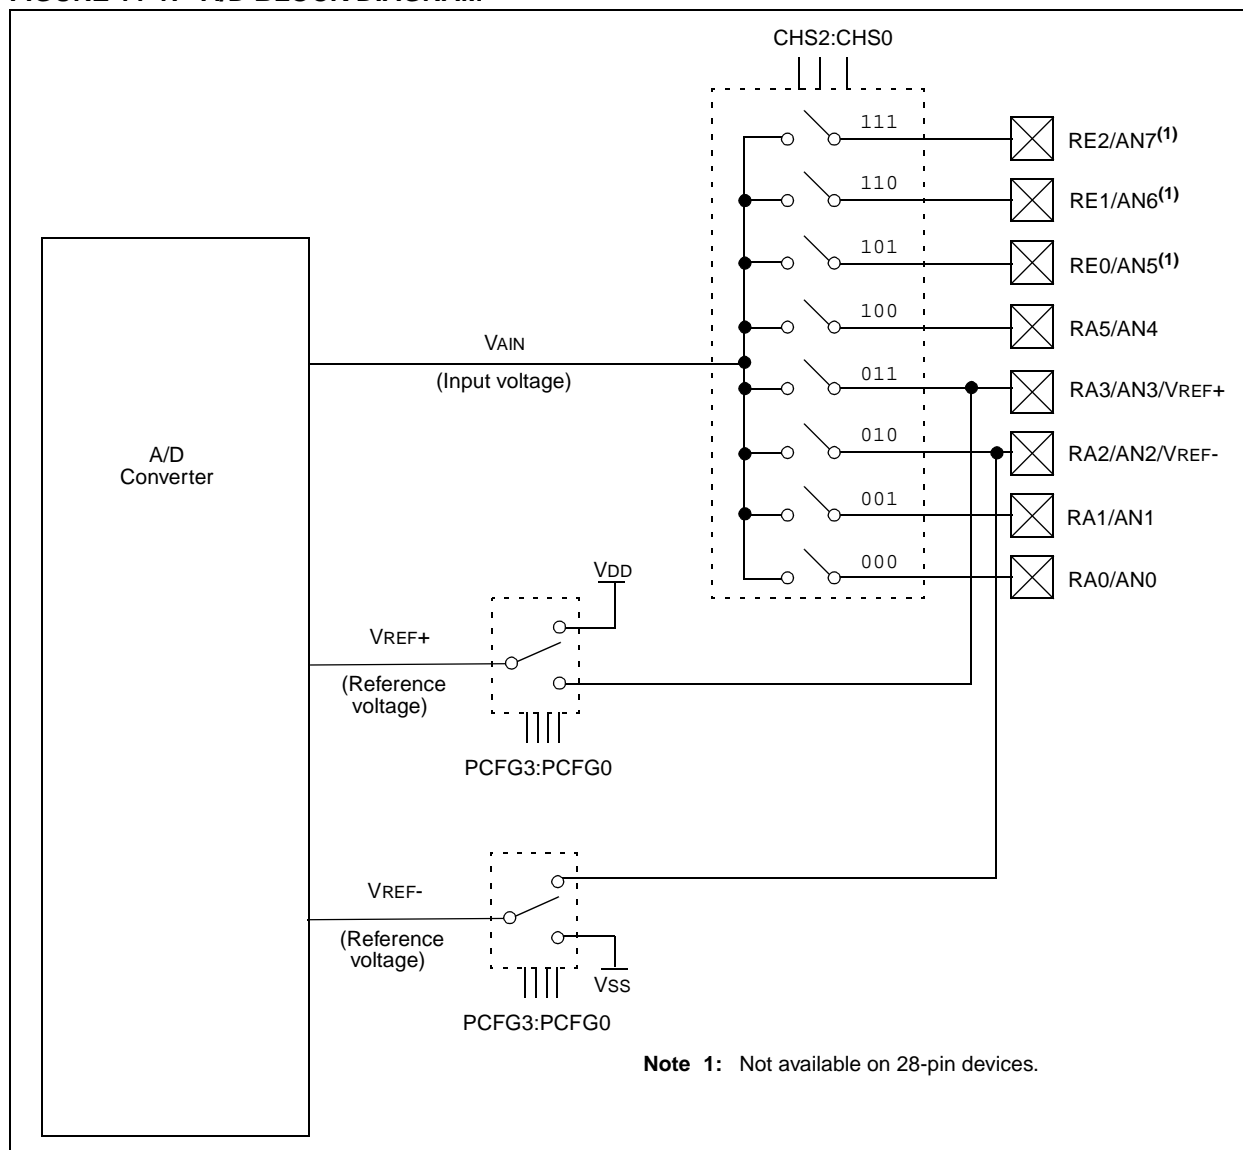 CHS2:CHS0
111
RE2/AN7(1)
110
RE1/AN6(1)
101
RE0/AN5(1)
100
RA5/AN4
VAIN
(Input voltage)
011
RA3/AN3/VREF+
010
RA2/AN2/VREF-
A/D
Converter
001
RA1/AN1
000
RA0/AN0
VDD
VREF+
(Reference
voltage)
PCFG3:PCFG0
VREF-
(Reference
voltage)
VSS
PCFG3:PCFG0
Note 1: Not available on 28-pin devices.